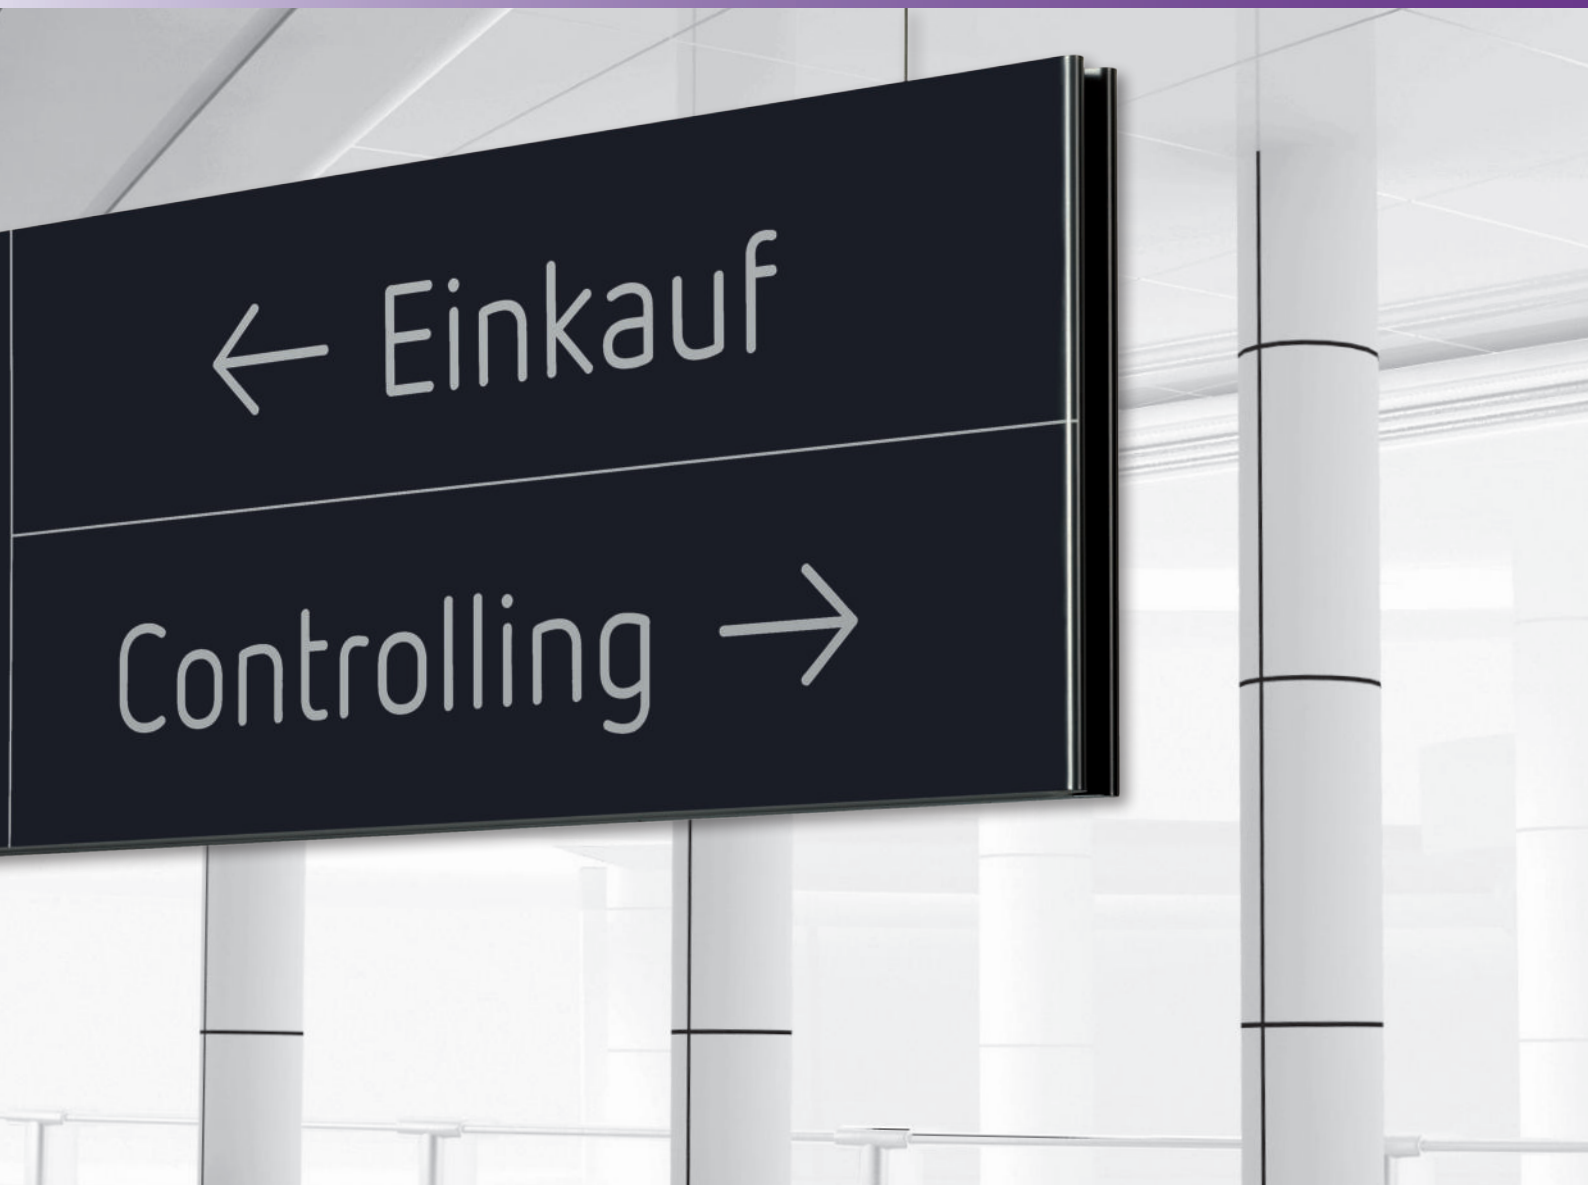 ← Einkauf
Controlling →